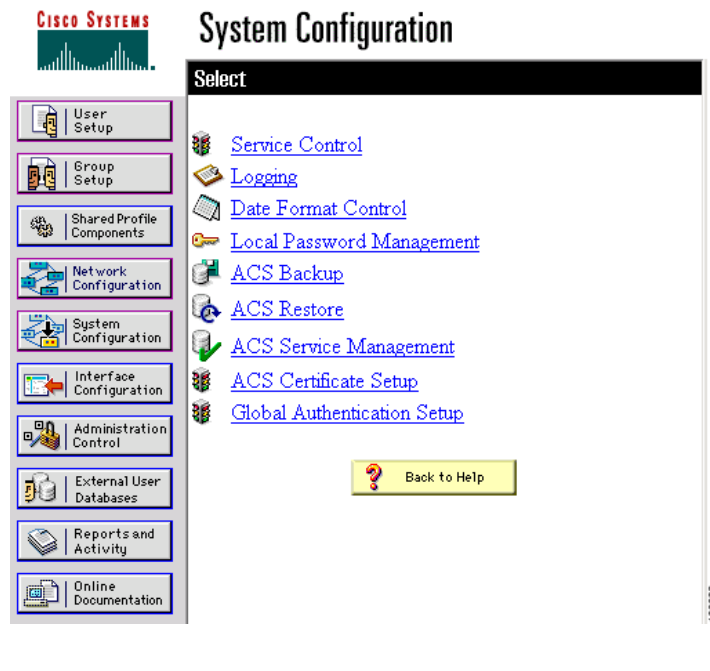 CISCO SYSTEMS
System Configuration
Select
User
Setup
Group
Setup
Shared Profile
Components
Network
Configuration
System
Configuration
Interface
Configuration
Administration
Control
External User
Databases
Reports and
Activity
Online
Documentation
Service Control
Logging
Date Format Control
Local Password Management
ACS Backup
ACS Restore
ACS Service Management
ACS Certificate Setup
Global Authentication Setup
Back to Help